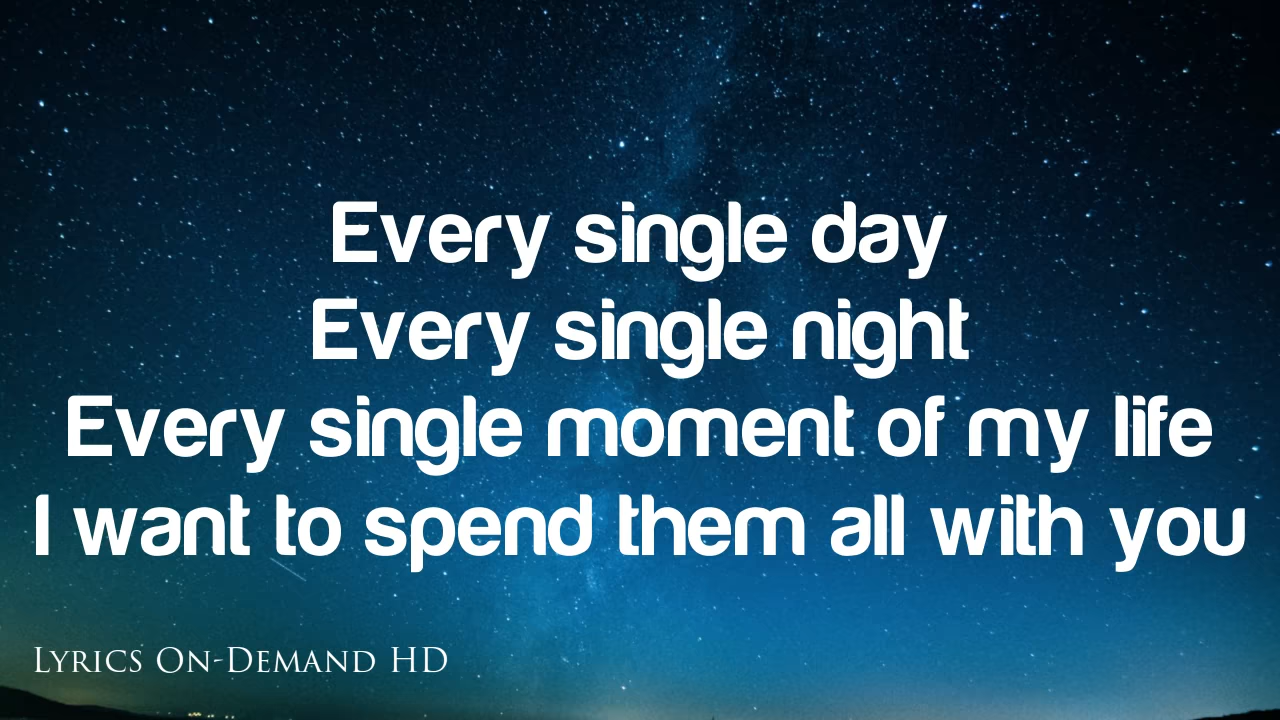 Every single day
Every single night
Every single moment of my life
I want to spend them all with you
Lyrics On-Demand HD